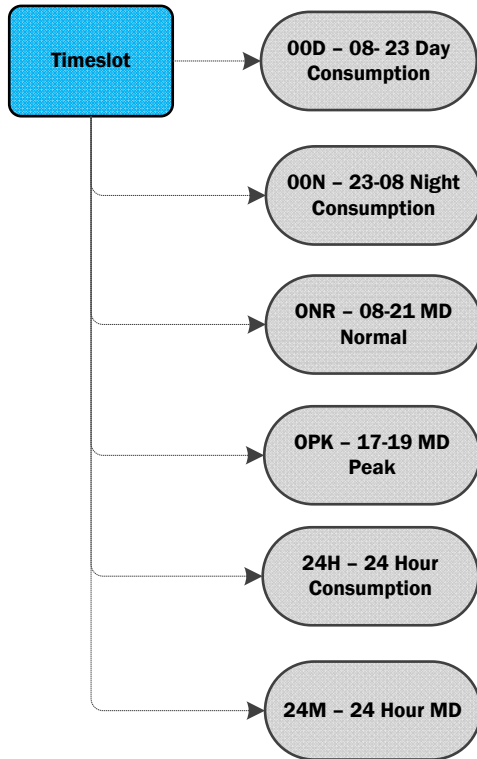 Timeslot
00D – 08- 23 Day
Consumption
00N – 23-08 Night
Consumption
0NR – 08-21 MD
Normal
0PK – 17-19 MD
Peak
24H – 24 Hour
Consumption
24M – 24 Hour MD